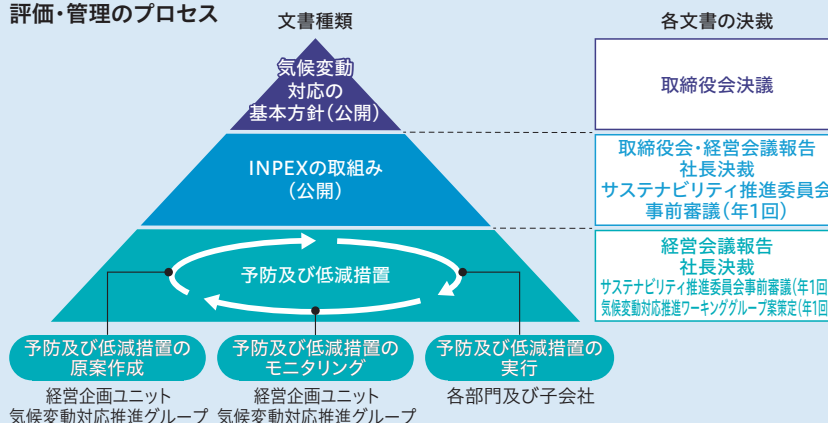 評価・管理のプロセス
文書種類
各文書の決裁
気候変動
対応の
基本方針（公開）
取締役会決議
INPEXの取組み
（公開）
取締役会・経営会議報告
社長決裁
サステナビリティ推進委員会
事前審議（年1回）
予防及び低減措置
経営会議報告
社長決裁
サステナビリティ推進委員会事前審議（年1回
気候変動対応推進ワーキンググループ案策定（年1回
予防及び低減措置の
原案作成
経営企画ユニット
気候変動対応推進グループ
予防及び低減措置の
モニタリング
経営企画ユニット
気候変動対応推進グループ
予防及び低減措置の
実行
各部門及び子会社